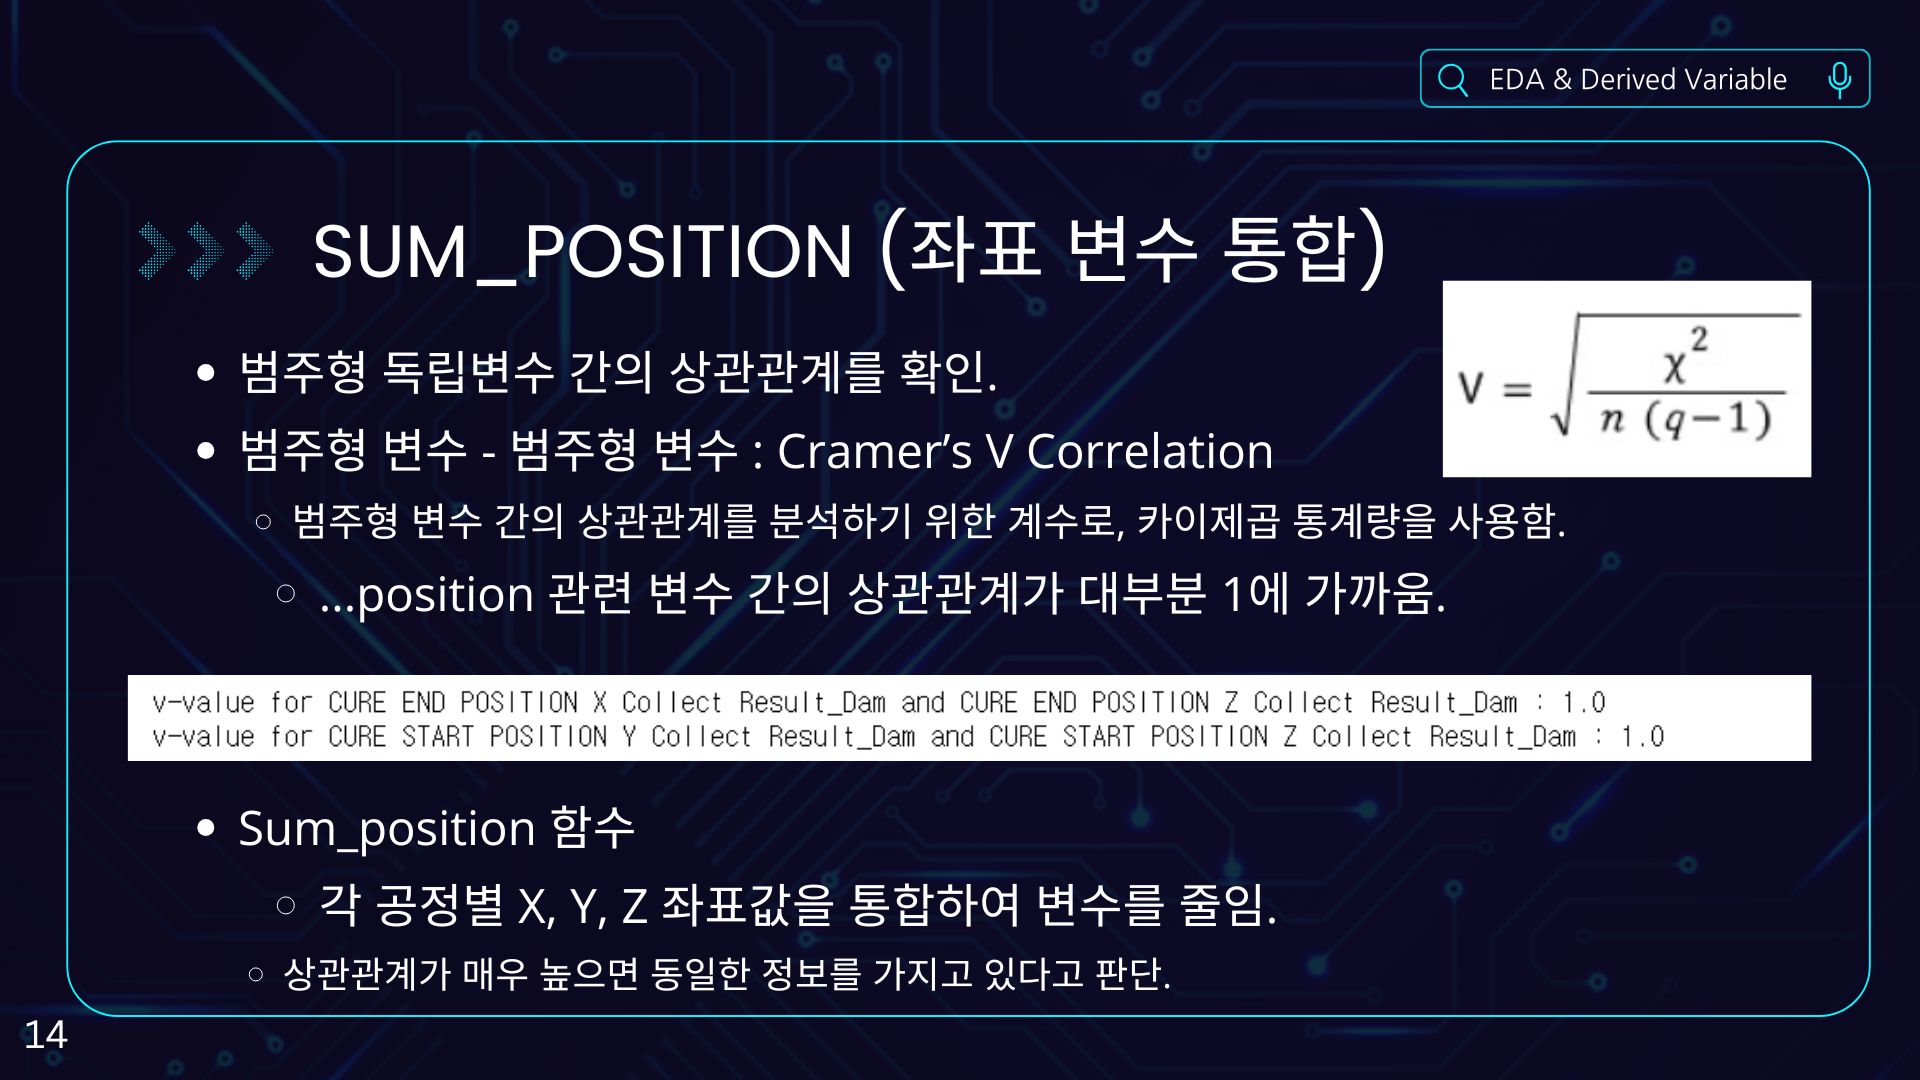 EDA & Derived Variable
SUM_POSITION (좌표 변수 통합)
범주형 독립변수 간의 상관관계를 확인.
범주형 변수 - 범주형 변수 : Cramer’s V Correlation
V = √(χ² / n (q−1))
범주형 변수 간의 상관관계를 분석하기 위한 계수로, 카이제곱 통계량을 사용함.
...position 관련 변수 간의 상관관계가 대부분 1에 가까움.
v-value for CURE END POSITION X Collect Result_Dam and CURE END POSITION Z Collect Result_Dam : 1.0
v-value for CURE START POSITION Y Collect Result_Dam and CURE START POSITION Z Collect Result_Dam : 1.0
Sum_position 함수
각 공정별 X, Y, Z 좌표값을 통합하여 변수를 줄임.
상관관계가 매우 높으면 동일한 정보를 가지고 있다고 판단.
14